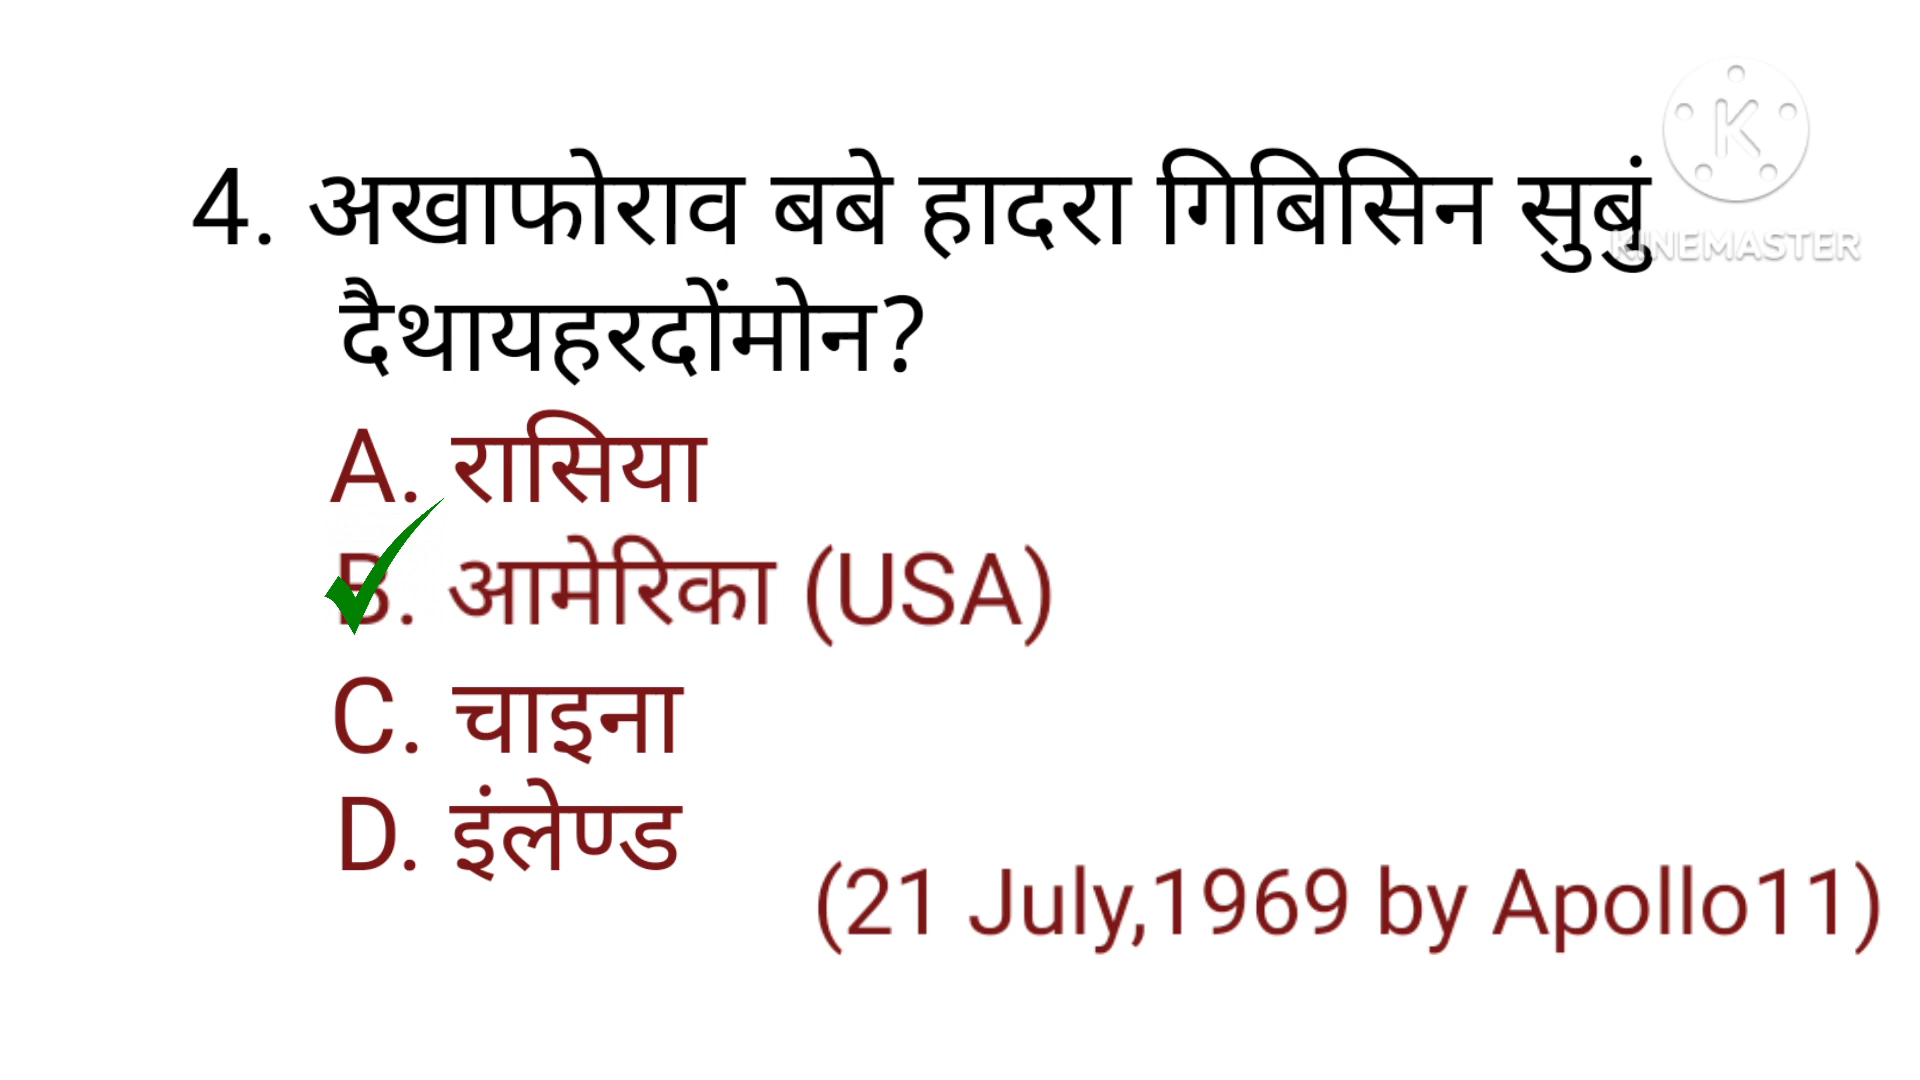 4. अखाफोराव बबे हादरा गिबिसिन सुबुं
दैथायहरदोंमोन?
A. रासिया
B. आमेरिका (USA)
C. चाइना
D. इंलेण्ड
(21 July,1969 by Apollo11)
K
KINEMASTER